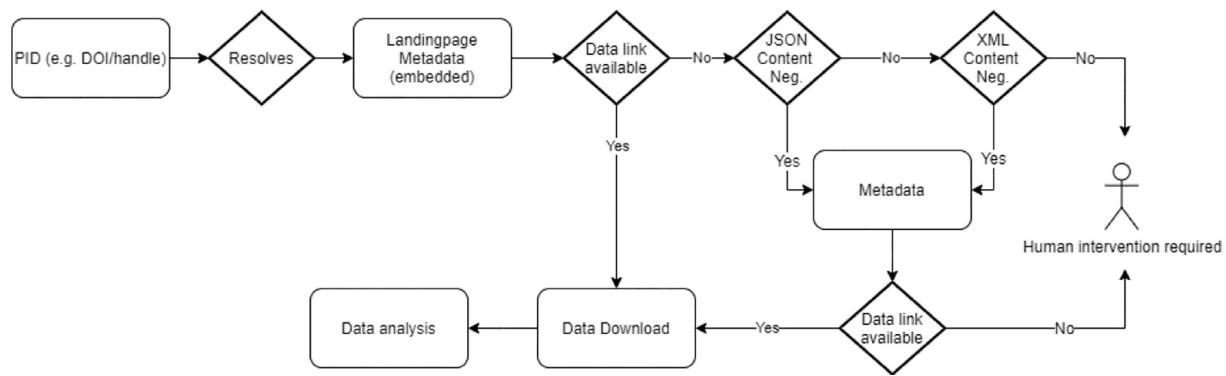 PID (e.g. DOI/handle)
Resolves
Landingpage
Metadata
(embedded)
Data link
available
No
JSON
Content
Neg.
No
XML
Content
Neg.
No
Yes
Yes
Yes
Metadata
Human intervention required
Data analysis
Data Download
Yes
Data link
available
No